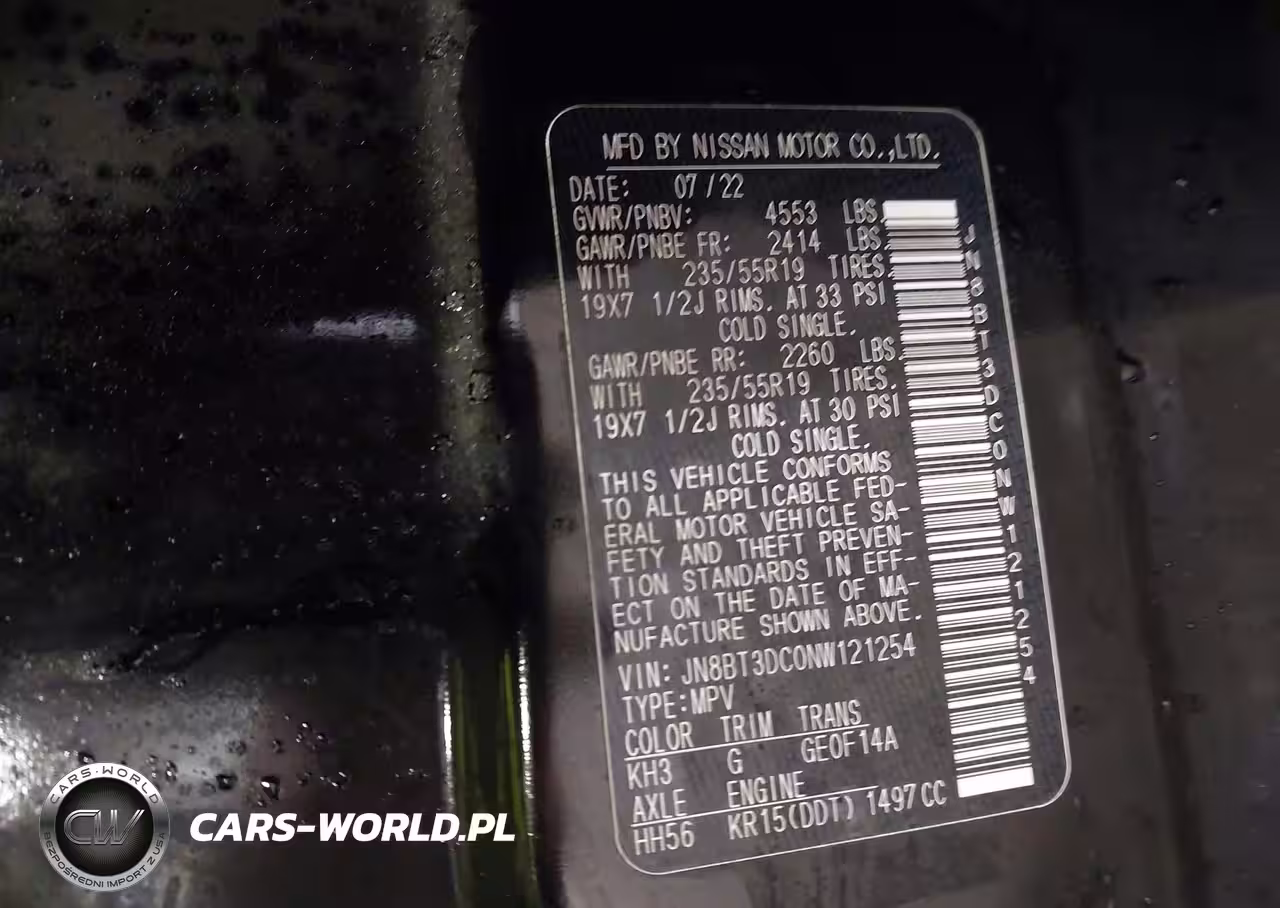 MFD BY NISSAN MOTOR CO.,LTD.
DATE: 07/22
GVWR/PNBV: 4553 LBS.
GAWR/PNBE FR: 2414 LBS
WITH 235/55R19 TIRES
19X7 1/2J RIMS. AT 33 PSI
COLD SINGLE.
GAWR/PNBE RR: 2260 LBS.
WITH 235/55R19 TIRES.
19X7 1/2J RIMS. AT 30 PSI
COLD SINGLE.
THIS VEHICLE CONFORMS
TO ALL APPLICABLE FED-
ERAL MOTOR VEHICLE SA-
FETY AND THEFT PREVEN-
TION STANDARDS IN EFF-
ECT ON THE DATE OF MA-
NUFACTURE SHOWN ABOVE.
VIN: JN8BT3DC0NW121254
TYPE:MPV
COLOR TRIM TRANS
KH3 G GE0F14A
AXLE ENGINE
HH56 KR15(DDT) 1497CC
JN8BT3DC0NW121254
CARS-WORLD
CW
BEZPOŚREDNI IMPORT Z USA
CARS-WORLD.PL